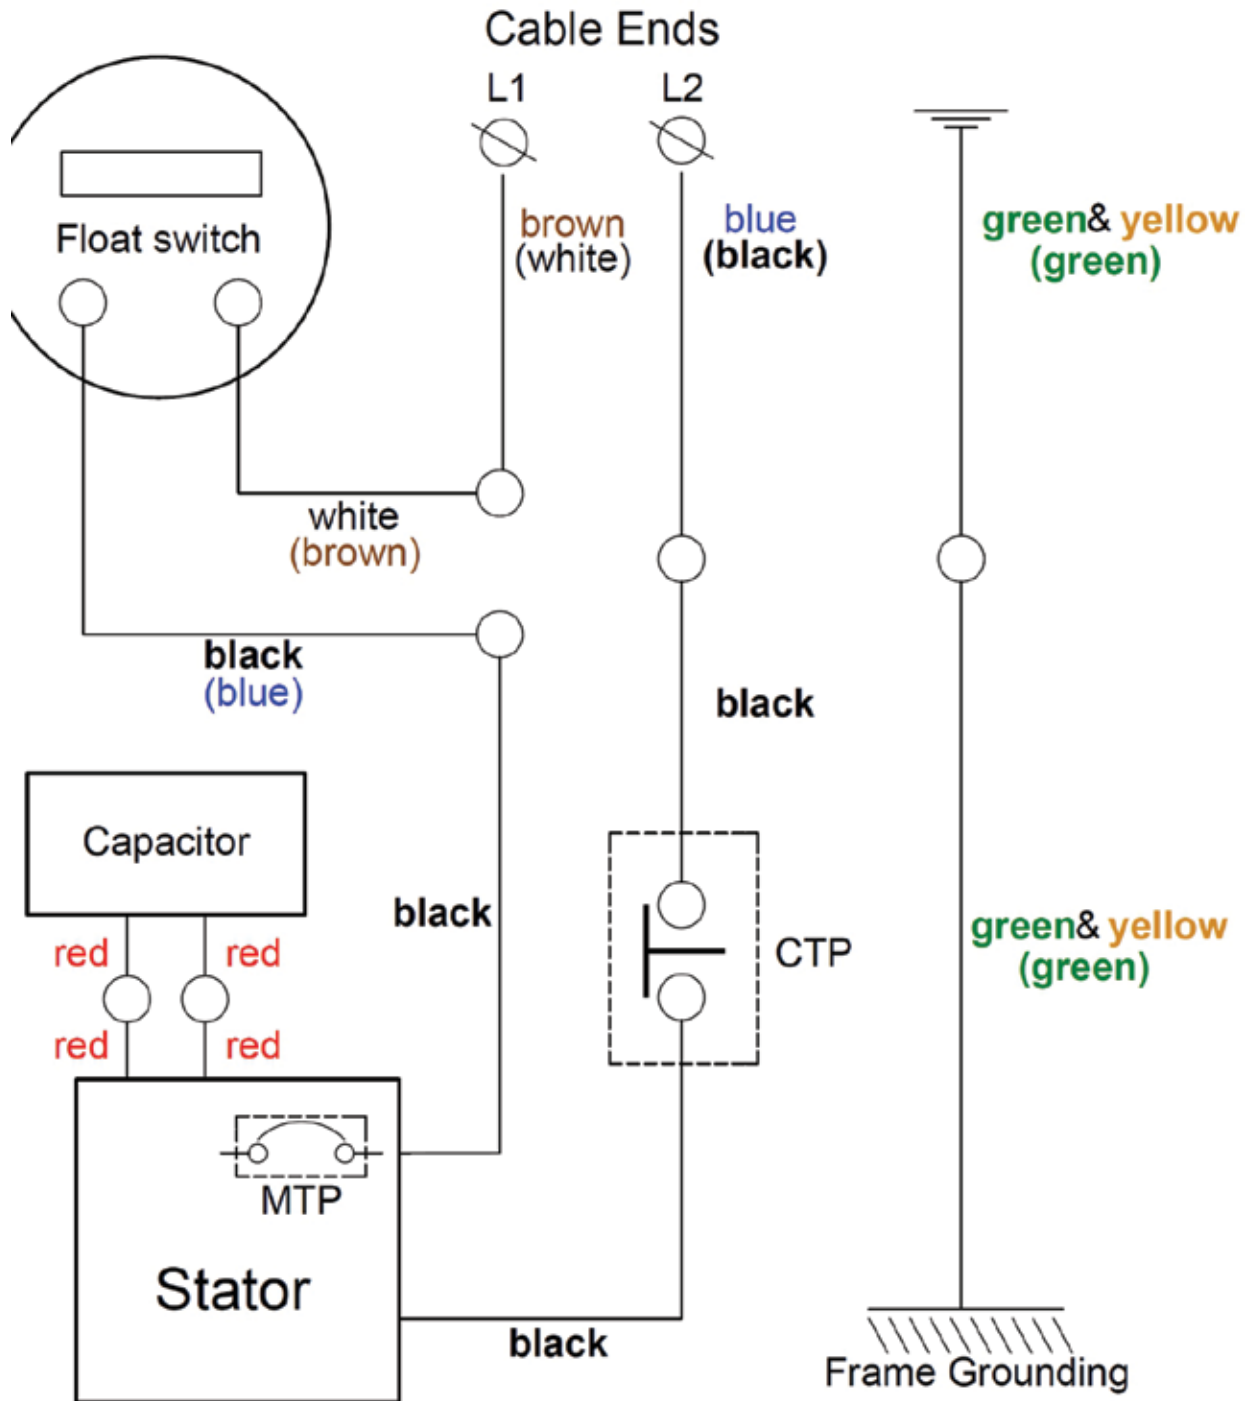 Cable Ends
L1
L2
Float switch
brown
(white)
blue
(black)
green& yellow
(green)
white
(brown)
black
(blue)
black
Capacitor
black
CTP
green& yellow
(green)
red
red
red
red
MTP
Stator
black
Frame Grounding